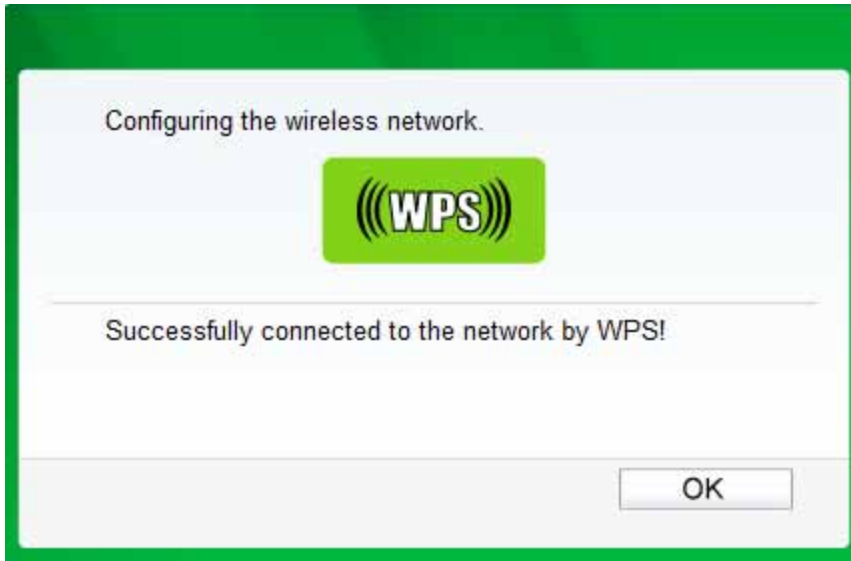 Configuring the wireless network.
(((WPS)))
Successfully connected to the network by WPS!
OK